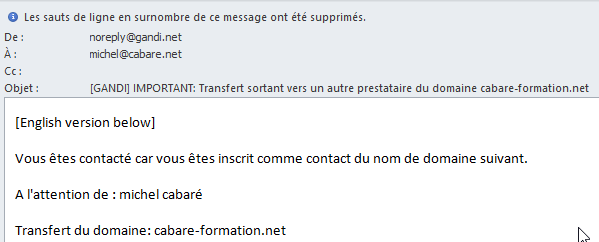 Les sauts de ligne en surnombre de ce message ont été supprimés.
De : noreply@gandi.net
À : michel@cabare.net
Cc :
Objet : [GANDI] IMPORTANT: Transfert sortant vers un autre prestataire du domaine cabare-formation.net
[English version below]
Vous êtes contacté car vous êtes inscrit comme contact du nom de domaine suivant.
A l'attention de : michel cabaré
Transfert du domaine: cabare-formation.net